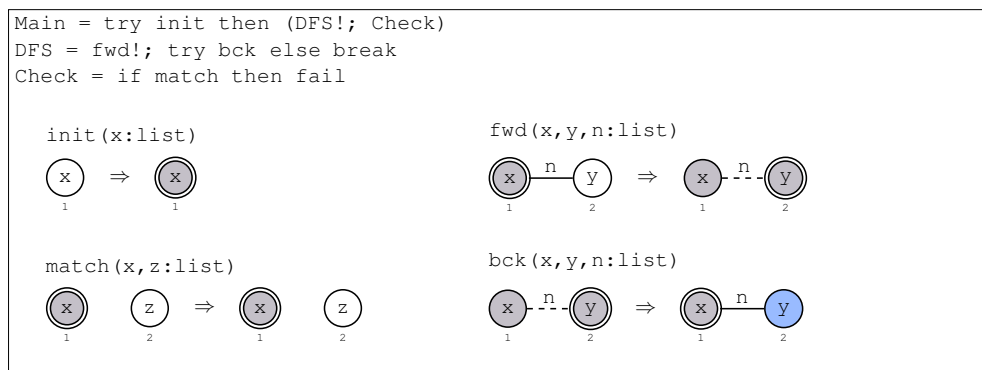 Main = try init then (DFS!; Check)
DFS = fwd!; try bck else break
Check = if match then fail
init(x:list)
x ⇒ x
1 1
fwd(x,y,n:list)
x n y ⇒ x n y
1 2 1 2
match(x,z:list)
x z ⇒ x z
1 2 1 2
bck(x,y,n:list)
x n y ⇒ x n y
1 2 1 2